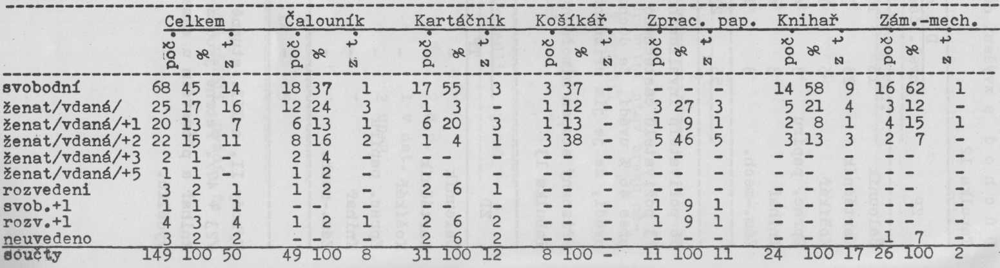 Celkem Čalouník Kartáčník Košíkář Zprac. pap. Knihař Zám.-mech.
poč. % z t. poč. % z t. poč. % z t. poč. % z t. poč. % z t. poč. % z t. poč. % z t.
svobodní 68 45 14 18 37 1 17 55 3 3 37 - - - 14 58 9 16 62 1
ženat/vdaná/ 25 17 16 12 24 3 1 3 - 1 12 - 3 27 3 5 21 4 3 12 -
ženat/vdaná/+1 20 13 7 6 13 1 6 20 3 1 13 - 1 9 1 2 8 1 4 15 1
ženat/vdaná/+2 22 15 11 8 16 2 1 4 1 3 38 - 5 46 5 3 13 3 2 7 -
ženat/vdaná/+3 2 1 - 2 4 - - - - - - - - - - - - - - - -
ženat/vdaná/+5 1 1 - 1 2 - - - - - - - - - - - - - - - -
rozvedeni 3 2 1 1 2 - 2 6 1 - - - - - - - - - - - -
svob.+1 1 1 1 - - - - - - - - - 1 9 1 - - - - - -
rozv.+1 4 3 4 1 2 1 2 6 2 - - - 1 9 1 - - - - - -
neuvedeno 3 2 2 - - - 2 6 2 - - - - - - - - - 1 7 -
součty 149 100 50 49 100 8 31 100 12 8 100 - 11 100 11 24 100 17 26 100 2